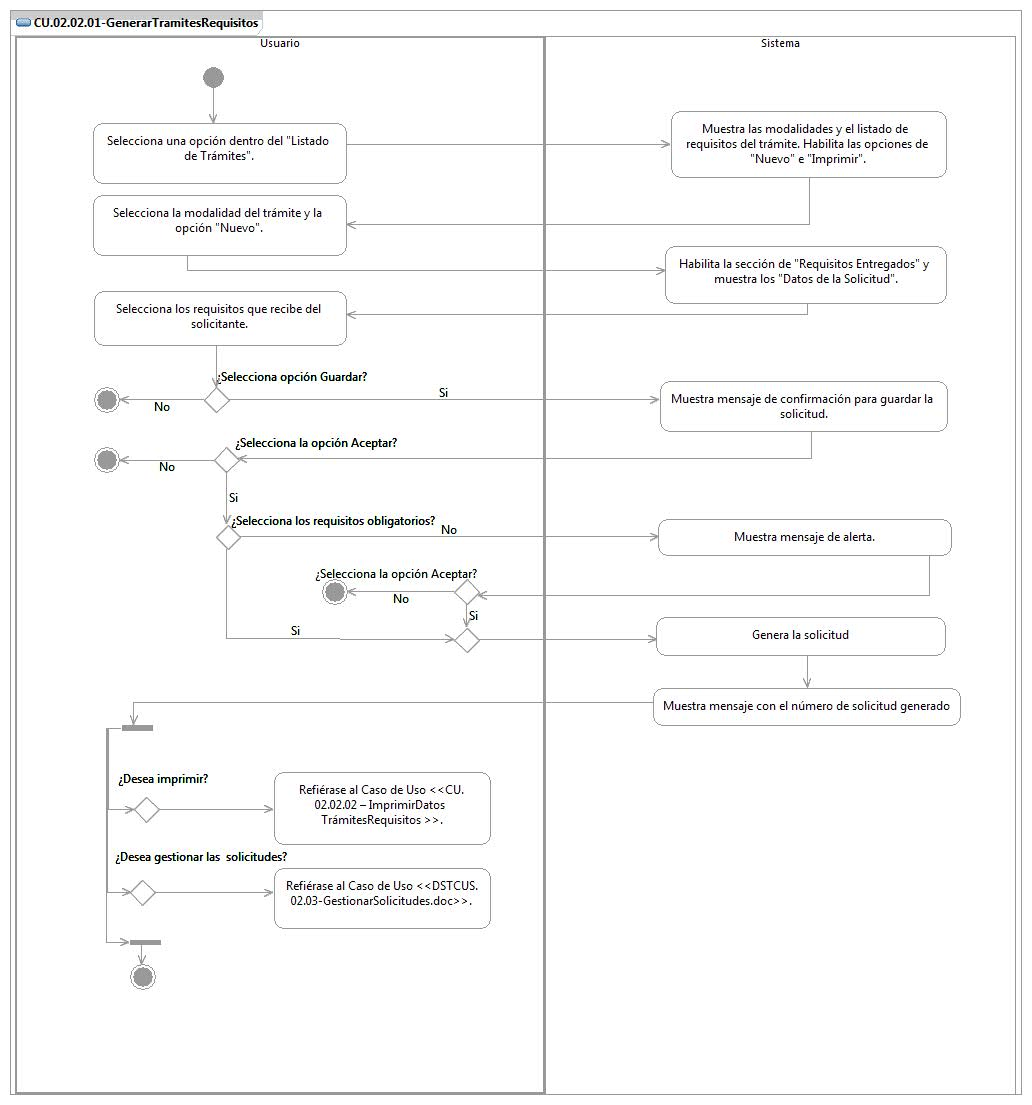 CU.02.02.01-GenerarTramitesRequisitos
Usuario
Sistema
Selecciona una opción dentro del "Listado
de Trámites".
Muestra las modalidades y el listado de
requisitos del trámite. Habilita las opciones de
"Nuevo" e "Imprimir".
Selecciona la modalidad del trámite y la
opción "Nuevo".
Habilita la sección de "Requisitos Entregados" y
muestra los "Datos de la Solicitud".
Selecciona los requisitos que recibe del
solicitante.
¿Selecciona opción Guardar?
Si
No
Muestra mensaje de confirmación para guardar la
solicitud.
¿Selecciona la opción Aceptar?
No
Si
¿Selecciona los requisitos obligatorios?
No
Muestra mensaje de alerta.
¿Selecciona la opción Aceptar?
No
Si
Si
Genera la solicitud
Muestra mensaje con el número de solicitud generado
¿Desea imprimir?
Refiérase al Caso de Uso <<CU.
02.02.02 – ImprimirDatos
TrámitesRequisitos >>.
¿Desea gestionar las  solicitudes?
Refiérase al Caso de Uso <<DSTCUS.
02.03-GestionarSolicitudes.doc>>.